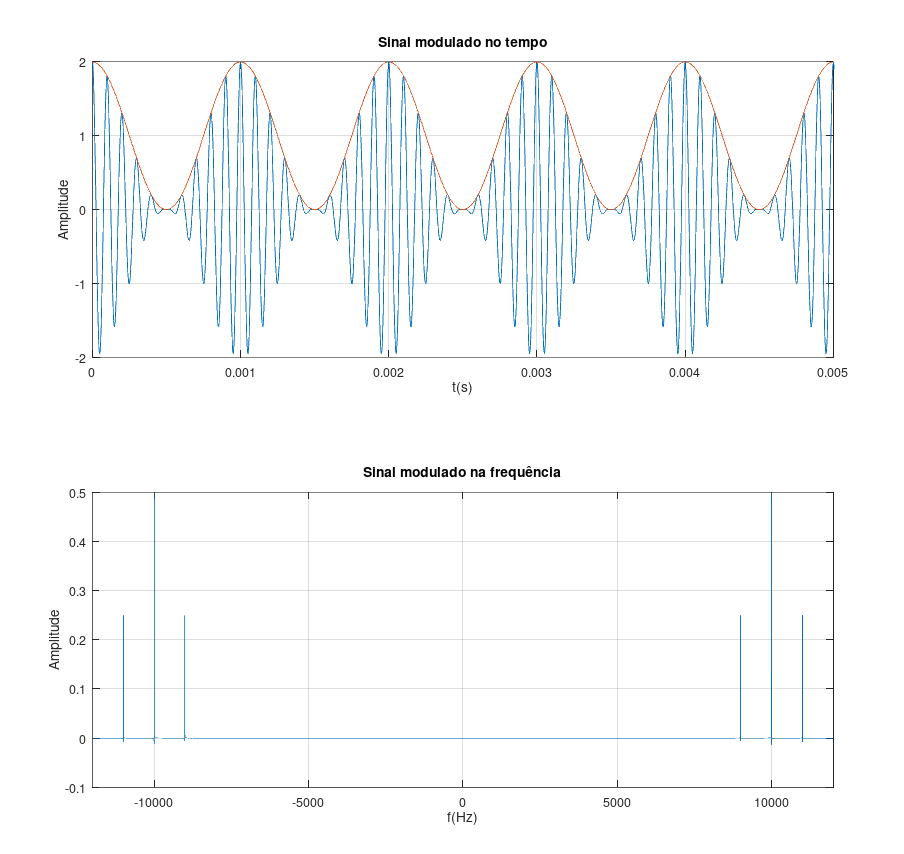 Sinal modulado no tempo
2
1
0
-1
-2
Amplitude
0 0.001 0.002 0.003 0.004 0.005
t(s)
Sinal modulado na frequência
0.5
0.4
0.3
0.2
0.1
0
-0.1
Amplitude
-10000 -5000 0 5000 10000
f(Hz)